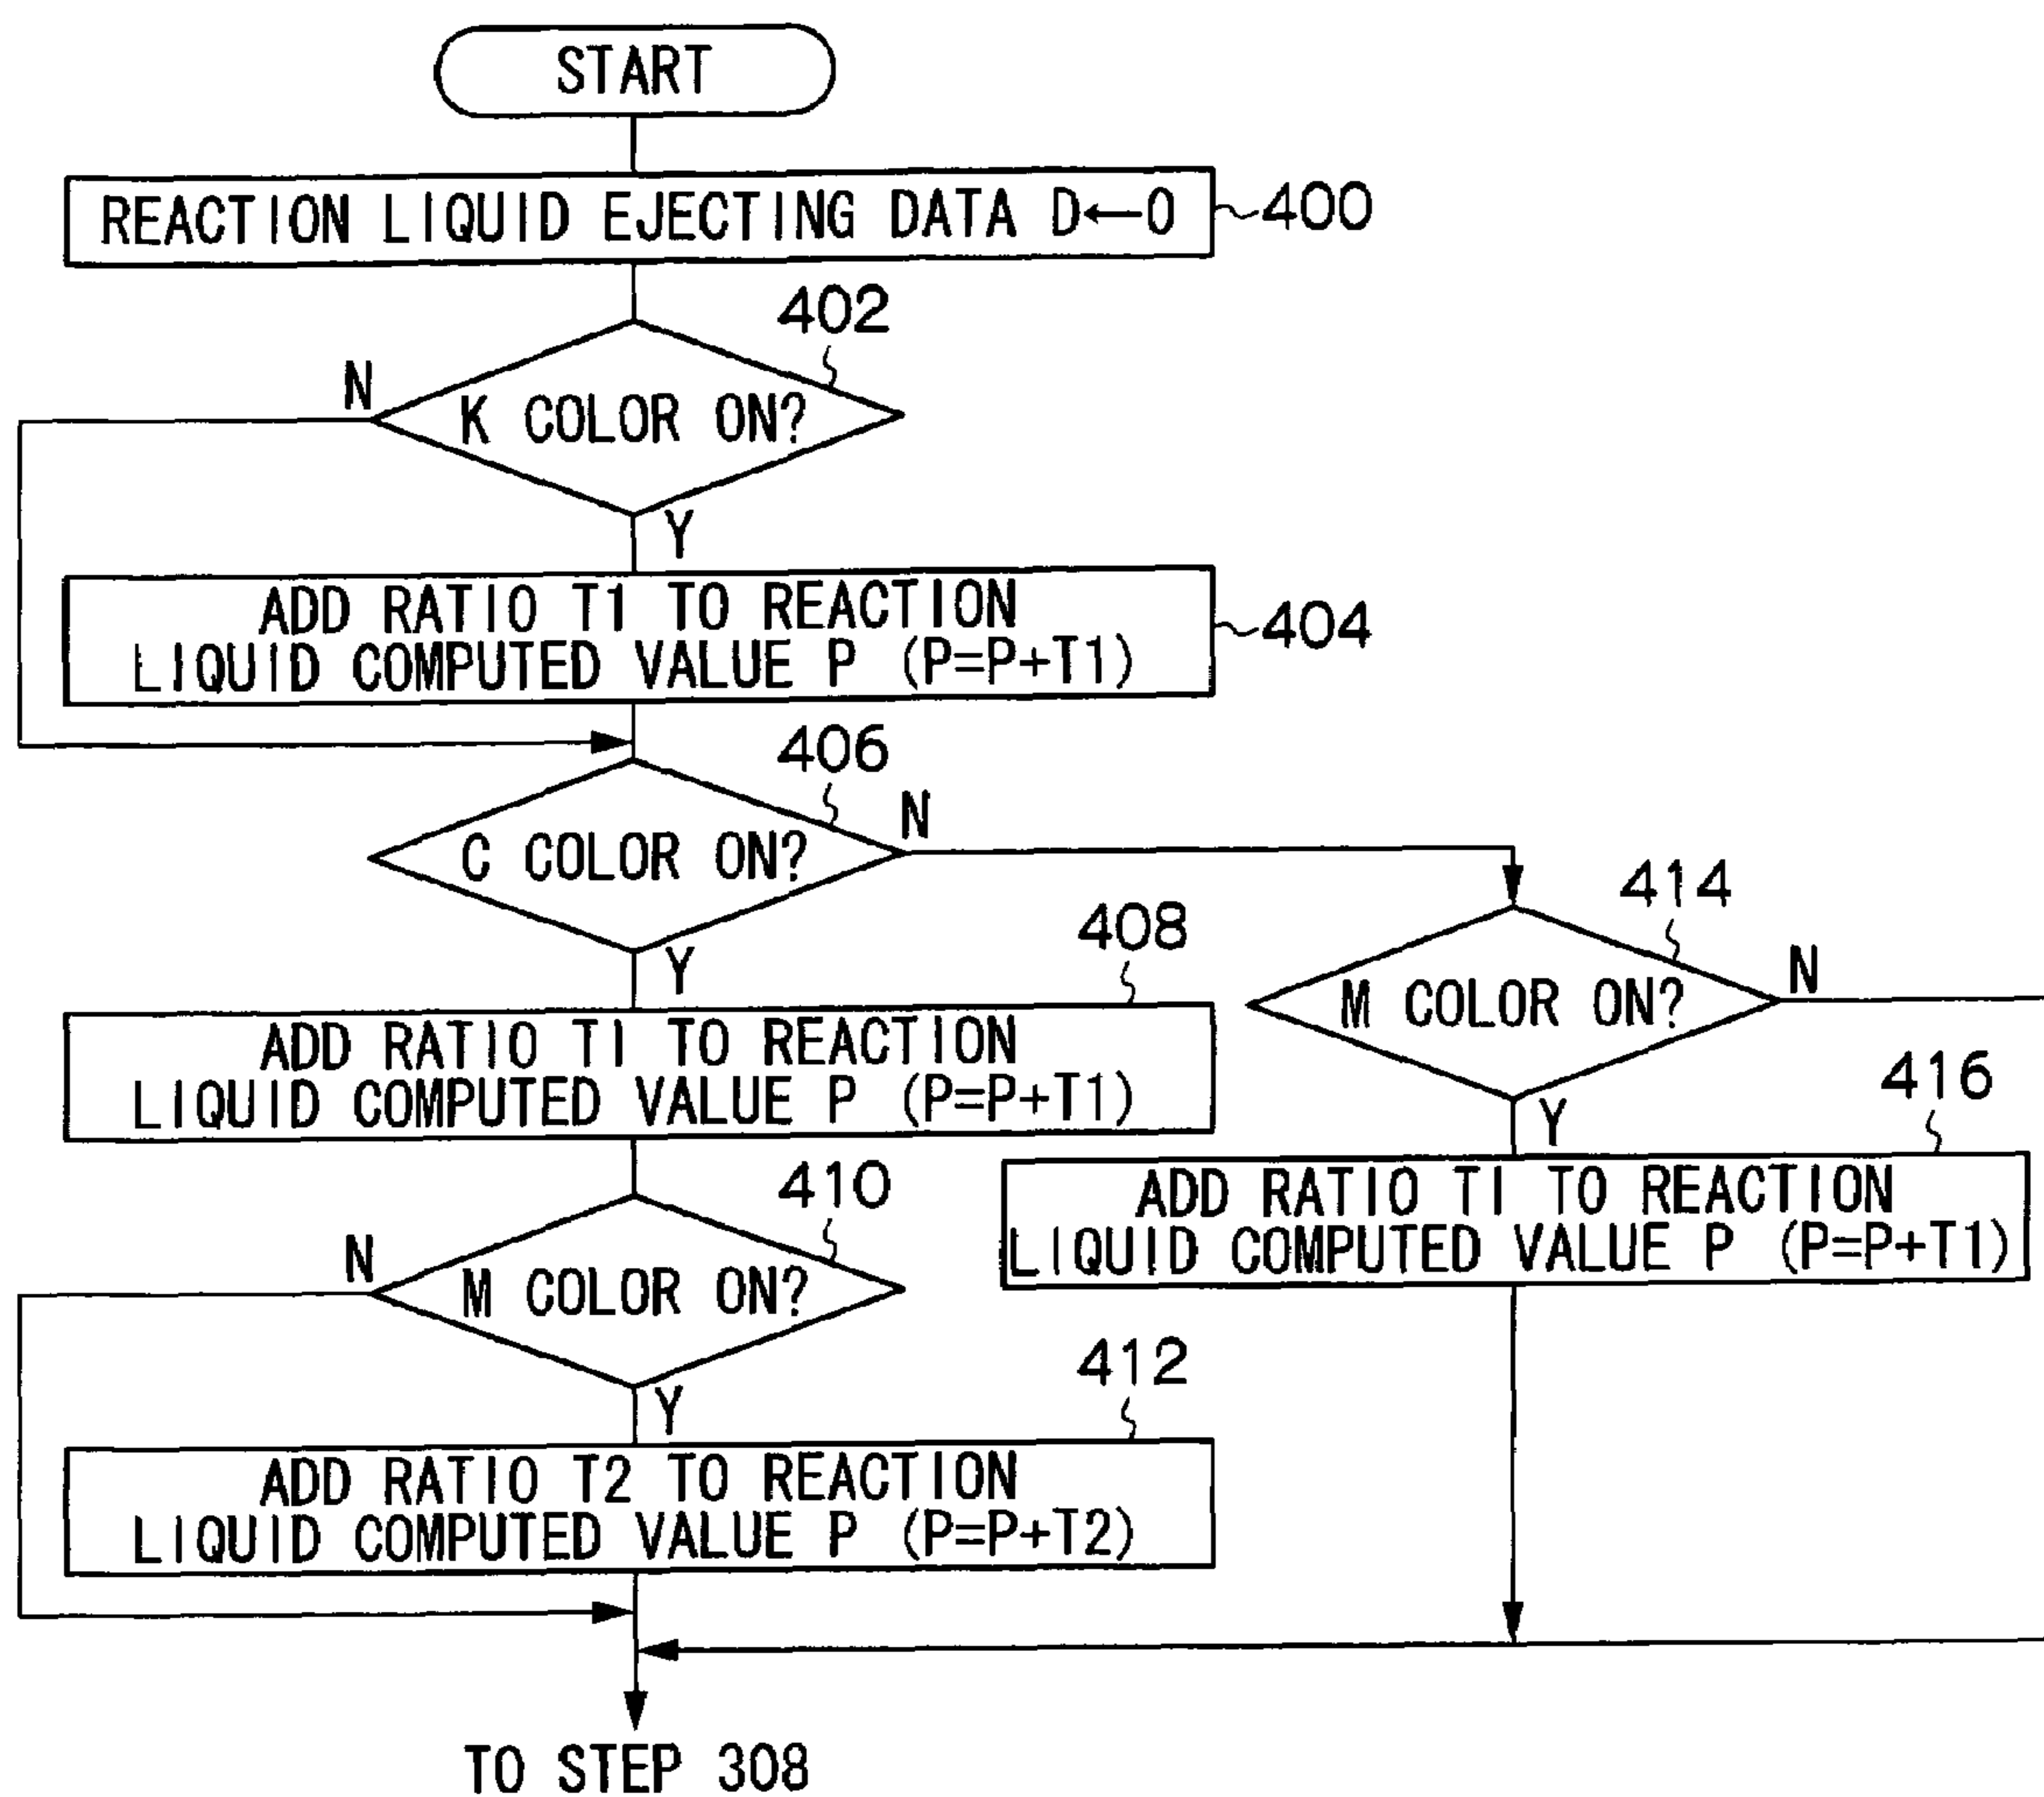 START
REACTION LIQUID EJECTING DATA D←0
400
402
N
K COLOR ON?
Y
ADD RATIO T1 TO REACTION
LIQUID COMPUTED VALUE P (P=P+T1)
404
406
N
C COLOR ON?
Y
414
M COLOR ON?
N
Y
408
ADD RATIO T1 TO REACTION
LIQUID COMPUTED VALUE P (P=P+T1)
416
ADD RATIO T1 TO REACTION
LIQUID COMPUTED VALUE P (P=P+T1)
410
N
M COLOR ON?
Y
412
ADD RATIO T2 TO REACTION
LIQUID COMPUTED VALUE P (P=P+T2)
TO STEP 308